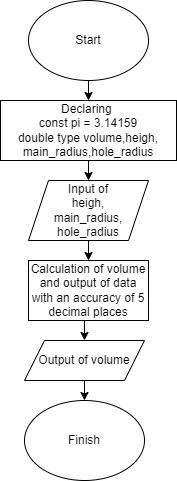 Start
Declaring
const pi = 3.14159
double type volume,heigh,
main_radius,hole_radius
Input of
heigh,
main_radius,
hole_radius
Calculation of volume
and output of data
with an accuracy of 5
decimal places
Output of volume
Finish